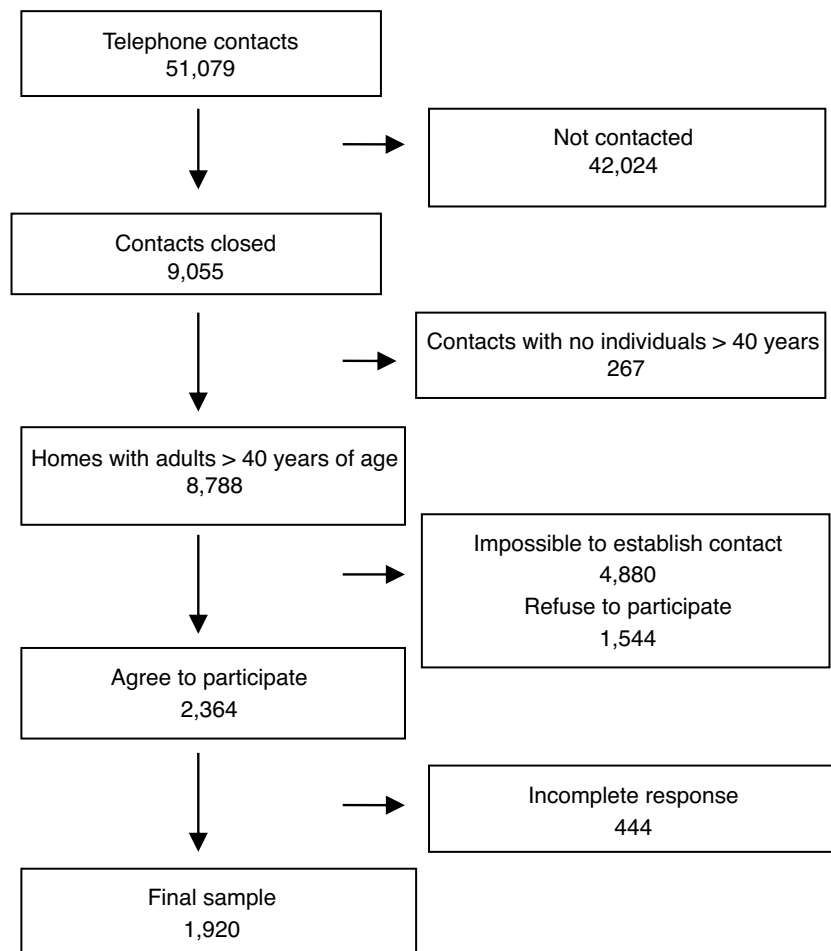 Telephone contacts
51,079
Not contacted
42,024
Contacts closed
9,055
Contacts with no individuals > 40 years
267
Homes with adults > 40 years of age
8,788
Impossible to establish contact
4,880
Refuse to participate
1,544
Agree to participate
2,364
Incomplete response
444
Final sample
1,920